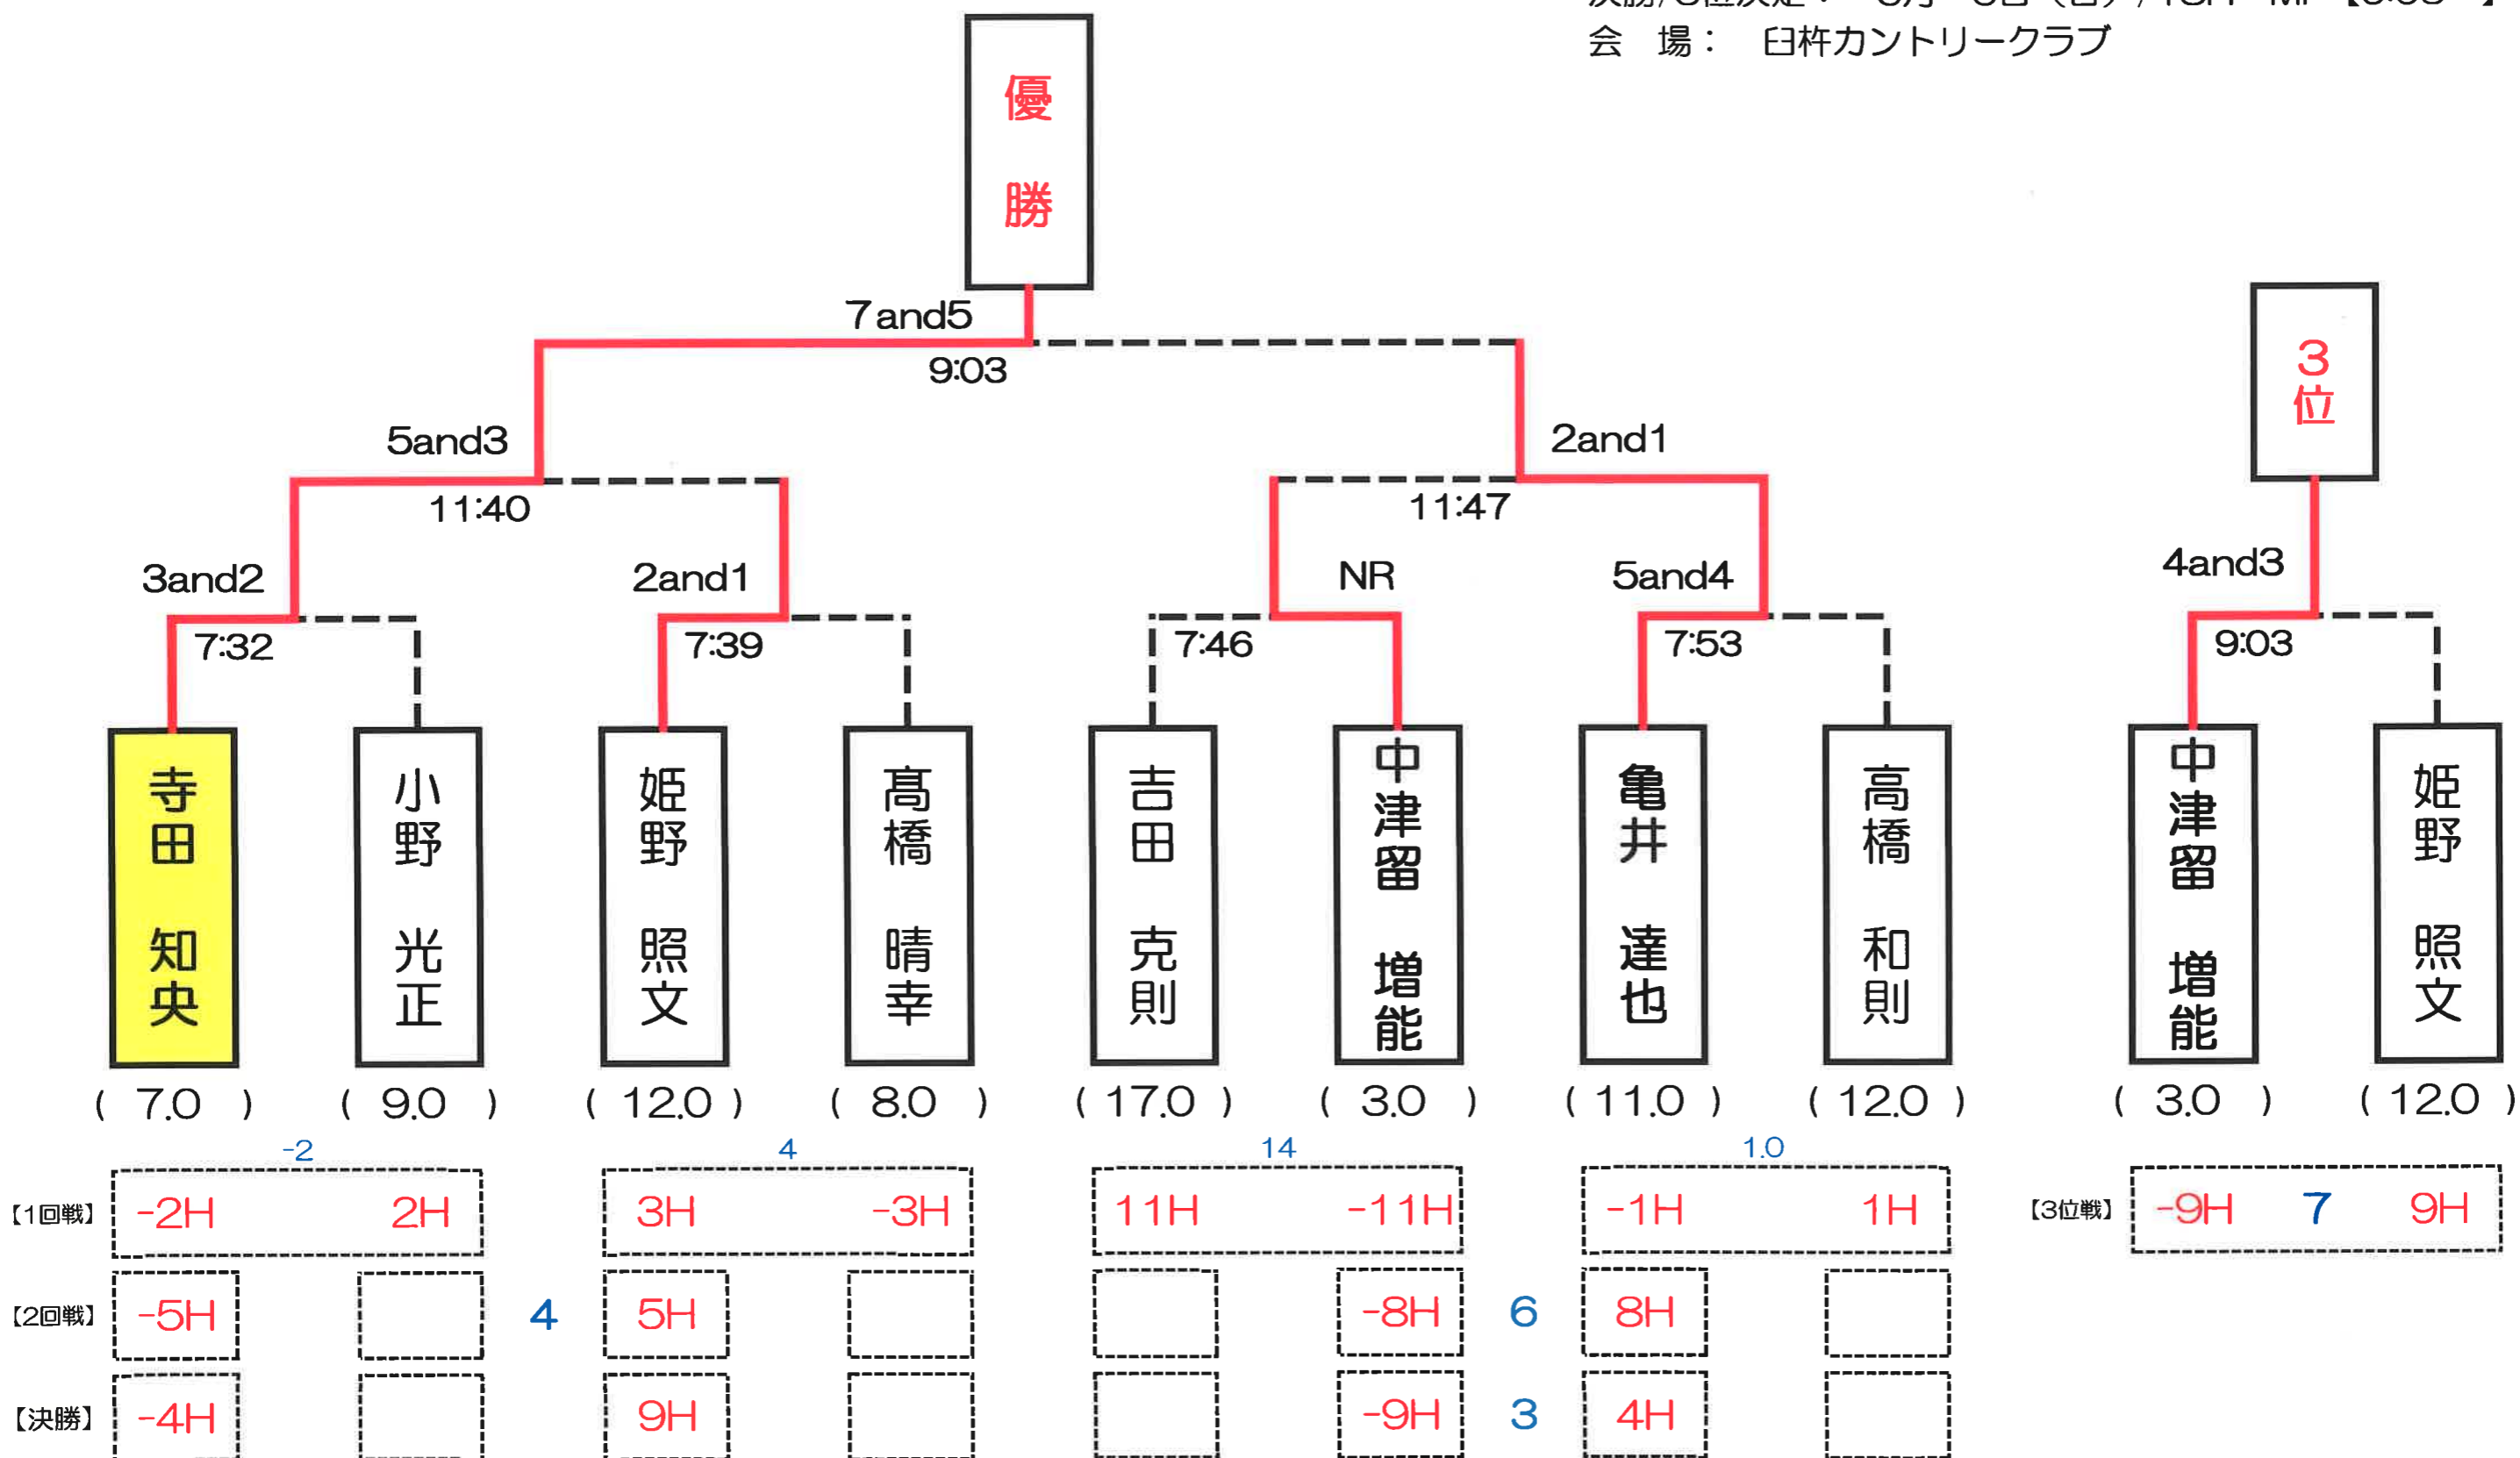 会 場： 臼杵カントリークラブ
優勝
7and5
9:03
3位
5and3
2and1
11:40
11:47
3and2
2and1
NR
5and4
4and3
7:32
7:39
7:46
7:53
9:03
寺田 知央
小野 光正
姫野 照文
髙橋 晴幸
吉田 克則
中津留 増能
亀井 達也
高橋 和則
中津留 増能
姫野 照文
( 7.0 ) ( 9.0 ) ( 12.0 ) ( 8.0 ) ( 17.0 ) ( 3.0 ) ( 11.0 ) ( 12.0 ) ( 3.0 ) ( 12.0 )
-2 4 14 1.0
【1回戦】 -2H 2H 3H -3H 11H -11H -1H 1H 【3位戦】 -9H 7 9H
【2回戦】 -5H 4 5H -8H 6 8H
【決勝】 -4H 9H -9H 3 4H